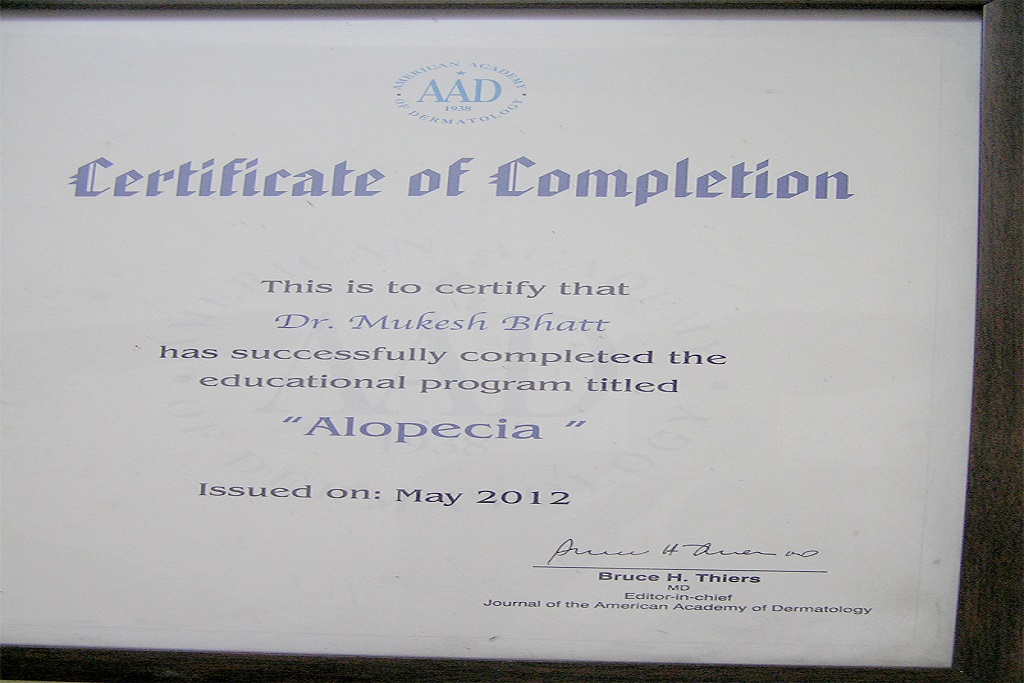 AMERICAN ACADEMY
AAD
1938
OF DERMATOLOGY
Certificate of Completion
This is to certify that
Dr. Mukesh Bhatt
has successfully completed the
educational program titled
“Alopecia ”
Issued on: May 2012
Bruce H. Thiers
MD
Editor-in-chief
Journal of the American Academy of Dermatology